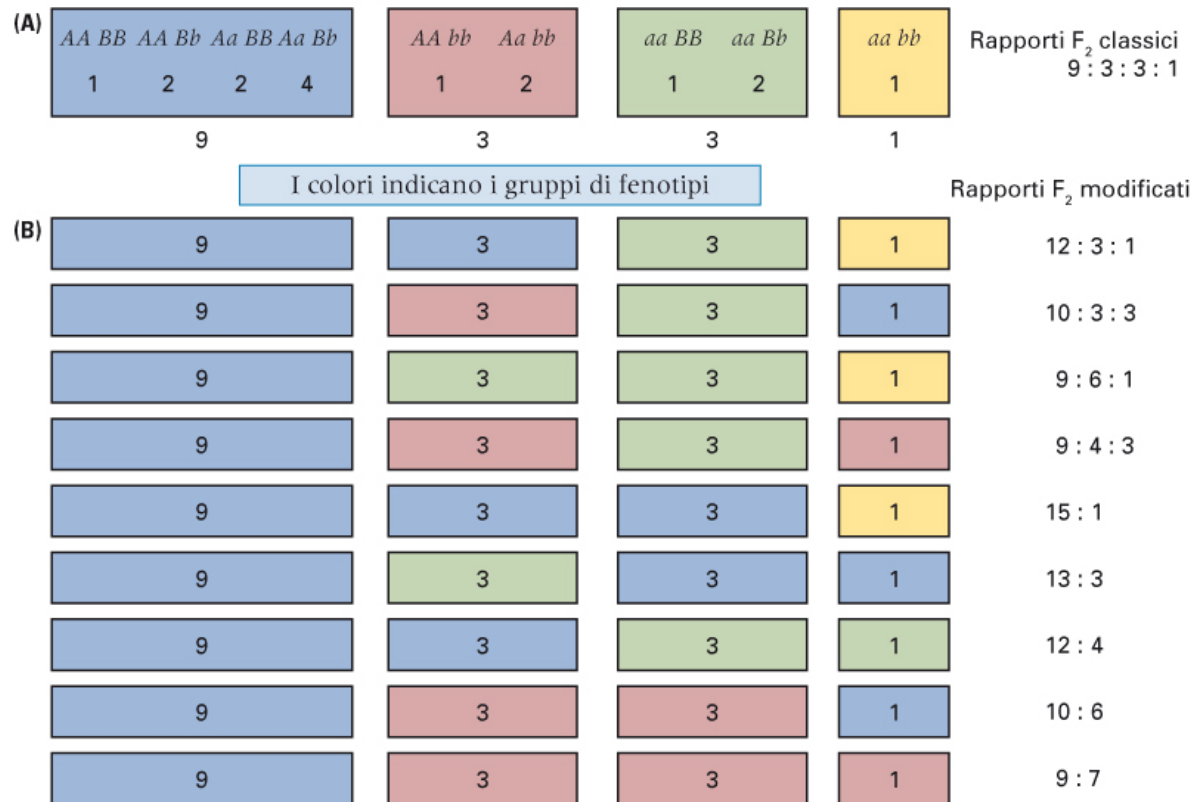 (A) AA BB AA Bb Aa BB Aa Bb AA bb Aa bb aa BB aa Bb aa bb Rapporti F2 classici
1 2 2 4 1 2 1 2 1 9 : 3 : 3 : 1
9 3 3 1
I colori indicano i gruppi di fenotipi Rapporti F2 modificati
(B) 9 3 3 1 12 : 3 : 1
9 3 3 1 10 : 3 : 3
9 3 3 1 9 : 6 : 1
9 3 3 1 9 : 4 : 3
9 3 3 1 15 : 1
9 3 3 1 13 : 3
9 3 3 1 12 : 4
9 3 3 1 10 : 6
9 3 3 1 9 : 7